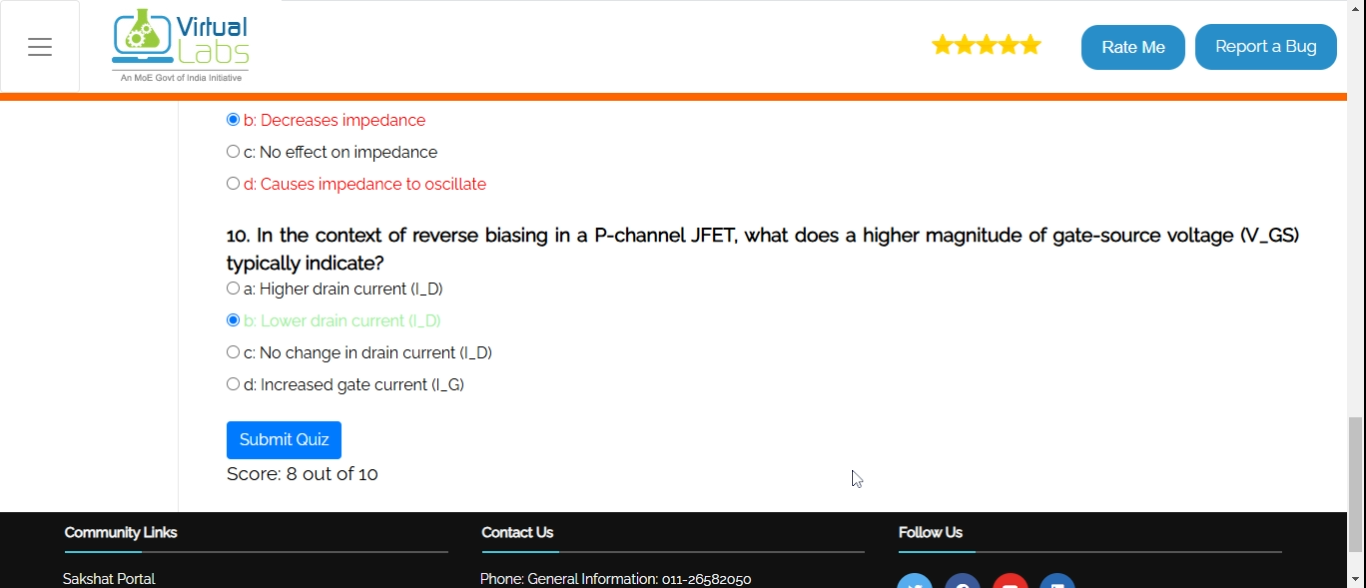 Virtual
Labs
An MoE Govt of India Initiative
Rate Me
Report a Bug
b: Decreases impedance
c: No effect on impedance
d: Causes impedance to oscillate
10. In the context of reverse biasing in a P-channel JFET, what does a higher magnitude of gate-source voltage (V_GS)
typically indicate?
a: Higher drain current (I_D)
b: Lower drain current (I_D)
c: No change in drain current (I_D)
d: Increased gate current (I_G)
Submit Quiz
Score: 8 out of 10
Community Links
Contact Us
Follow Us
Sakshat Portal
Phone: General Information: 011-26582050